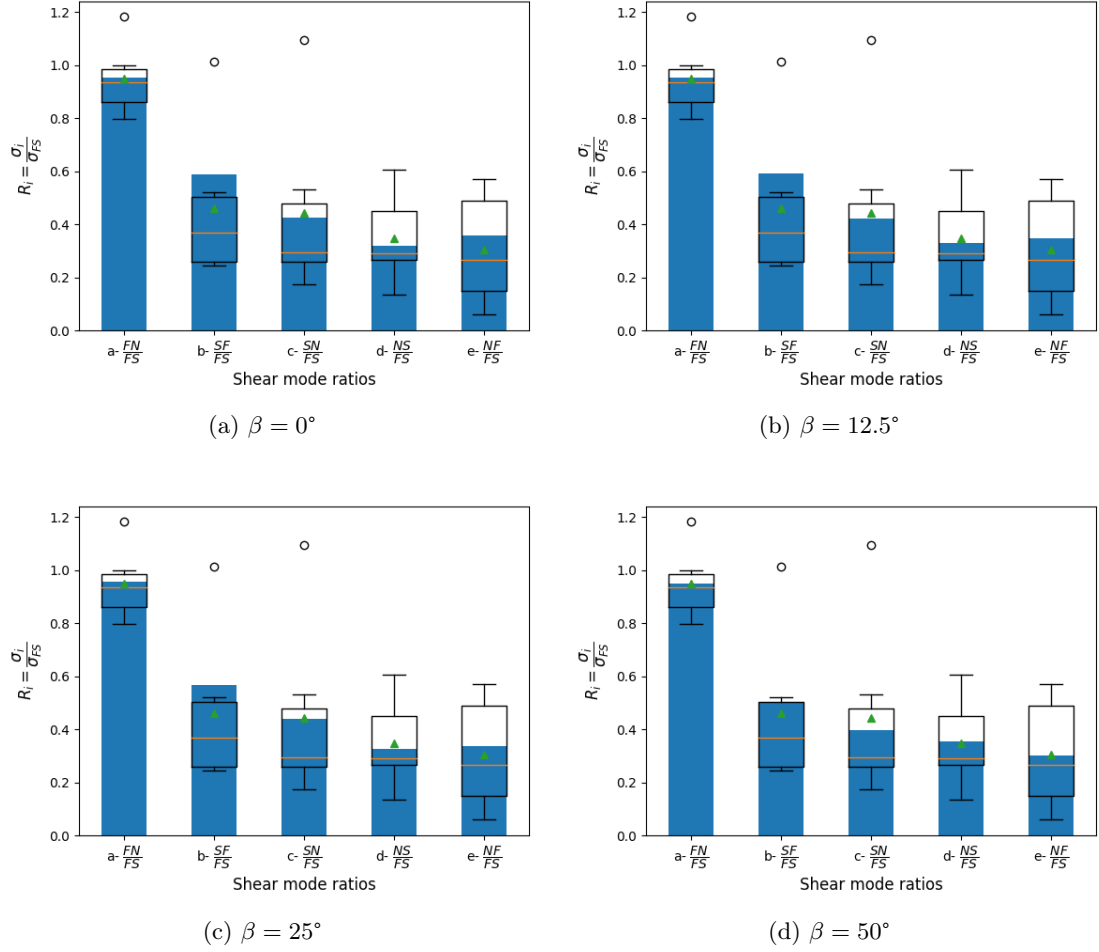 1.2
1.0
0.8
0.6
0.4
0.2
0.0
R_i = σ_i/σ_FS
a- FN/FS b- SF/FS c- SN/FS d- NS/FS e- NF/FS
Shear mode ratios
(a) β = 0°
1.2
1.0
0.8
0.6
0.4
0.2
0.0
R_i = σ_i/σ_FS
a- FN/FS b- SF/FS c- SN/FS d- NS/FS e- NF/FS
Shear mode ratios
(b) β = 12.5°
1.2
1.0
0.8
0.6
0.4
0.2
0.0
R_i = σ_i/σ_FS
a- FN/FS b- SF/FS c- SN/FS d- NS/FS e- NF/FS
Shear mode ratios
(c) β = 25°
1.2
1.0
0.8
0.6
0.4
0.2
0.0
R_i = σ_i/σ_FS
a- FN/FS b- SF/FS c- SN/FS d- NS/FS e- NF/FS
Shear mode ratios
(d) β = 50°